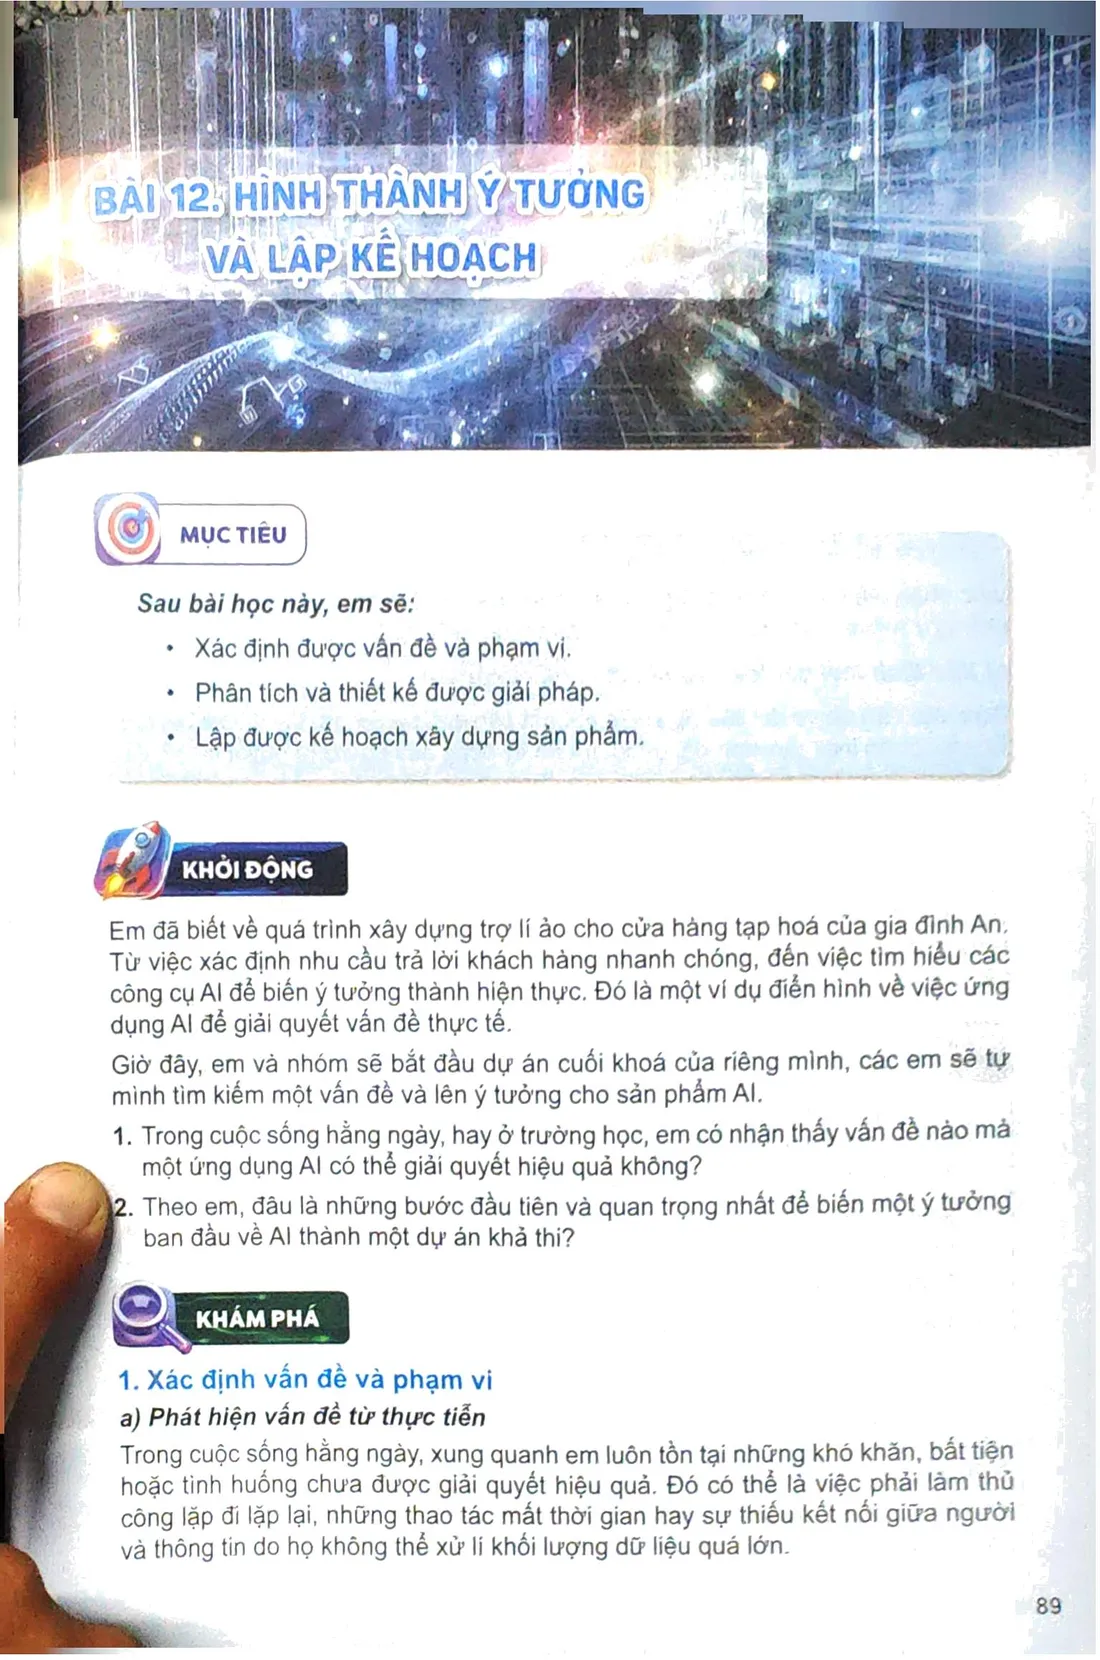 BÀI 12. HÌNH THÀNH Ý TƯỞNG
VÀ LẬP KẾ HOẠCH
MỤC TIÊU
Sau bài học này, em sẽ:
• Xác định được vấn đề và phạm vi.
• Phân tích và thiết kế được giải pháp.
• Lập được kế hoạch xây dựng sản phẩm.
KHỞI ĐỘNG
Em đã biết về quá trình xây dựng trợ lí ảo cho cửa hàng tạp hoá của gia đình An.
Từ việc xác định nhu cầu trả lời khách hàng nhanh chóng, đến việc tìm hiểu các
công cụ AI để biến ý tưởng thành hiện thực. Đó là một ví dụ điển hình về việc ứng
dụng AI để giải quyết vấn đề thực tế.
Giờ đây, em và nhóm sẽ bắt đầu dự án cuối khoá của riêng mình, các em sẽ tự
mình tìm kiếm một vấn đề và lên ý tưởng cho sản phẩm AI.
1. Trong cuộc sống hằng ngày, hay ở trường học, em có nhận thấy vấn đề nào mà
một ứng dụng AI có thể giải quyết hiệu quả không?
2. Theo em, đâu là những bước đầu tiên và quan trọng nhất để biến một ý tưởng
ban đầu về AI thành một dự án khả thi?
KHÁM PHÁ
1. Xác định vấn đề và phạm vi
a) Phát hiện vấn đề từ thực tiễn
Trong cuộc sống hằng ngày, xung quanh em luôn tồn tại những khó khăn, bất tiện
hoặc tình huống chưa được giải quyết hiệu quả. Đó có thể là việc phải làm thủ
công lặp đi lặp lại, những thao tác mất thời gian hay sự thiếu kết nối giữa người
và thông tin do họ không thể xử lí khối lượng dữ liệu quá lớn.
89